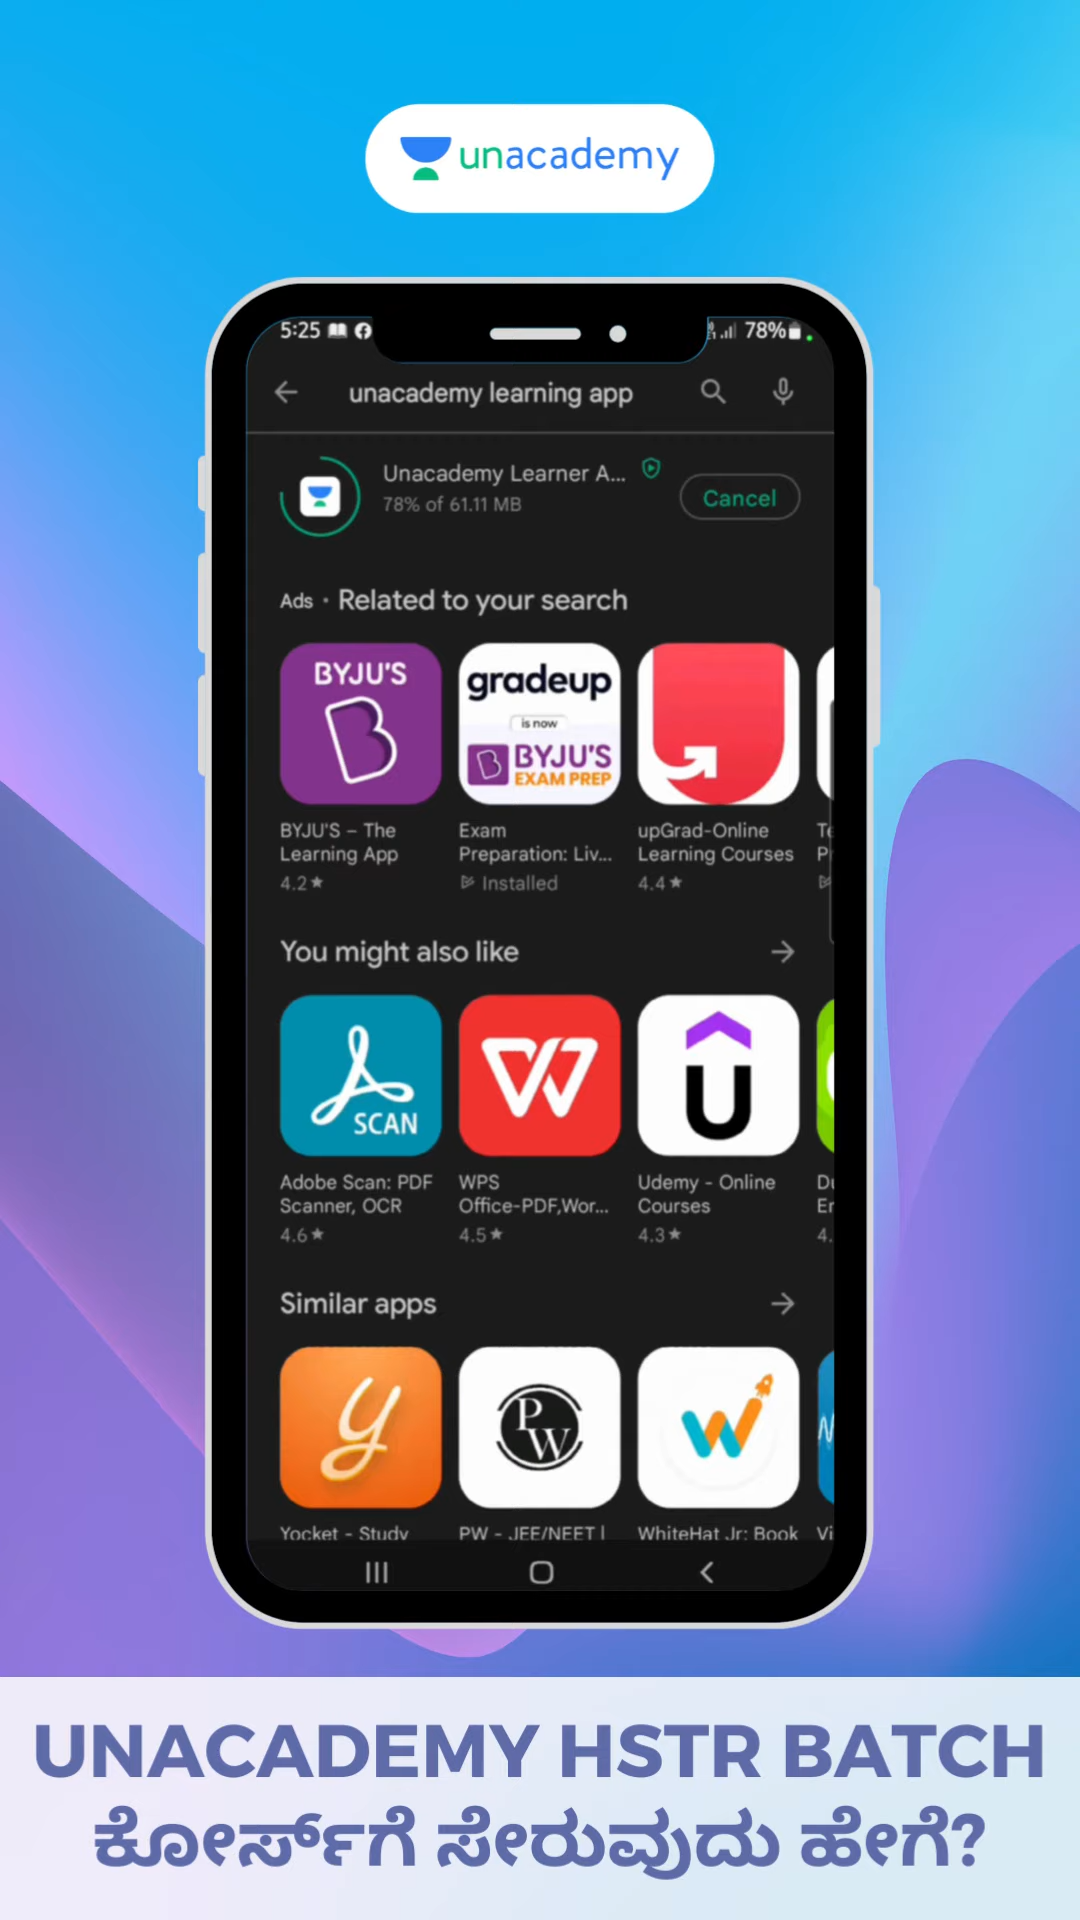 unacademy
5:25
78%
unacademy learning app
Unacademy Learner A...
78% of 61.11 MB
Cancel
Ads • Related to your search
BYJU'S
gradeup
is now
BYJU'S
EXAM PREP
BYJU'S – The
Learning App
4.2★
Exam
Preparation: Liv...
Installed
upGrad-Online
Learning Courses
4.4★
You might also like
SCAN
Adobe Scan: PDF
Scanner, OCR
4.6★
WPS
Office-PDF,Wor...
4.5★
Udemy - Online
Courses
4.3★
4.
Similar apps
PW
Yocket - Study
PW - JEE/NEET |
WhiteHat Jr: Book
UNACADEMY HSTR BATCH
ಕೋರ್ಸ್‌ಗೆ ಸೇರುವುದು ಹೇಗೆ?